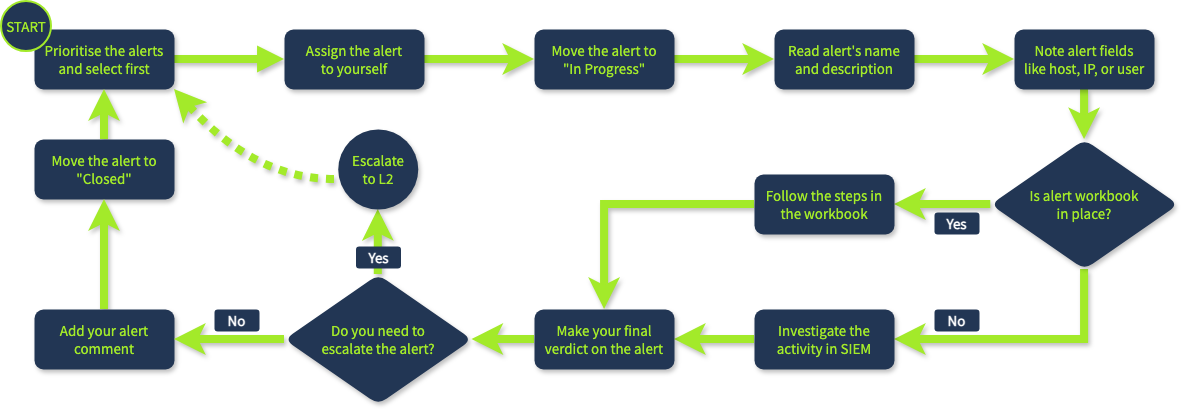 START
Prioritise the alerts
and select first
Assign the alert
to yourself
Move the alert to
"In Progress"
Read alert's name
and description
Note alert fields
like host, IP, or user
Move the alert to
"Closed"
Escalate
to L2
Follow the steps in
the workbook
Is alert workbook
in place?
Yes
Yes
Add your alert
comment
No
Do you need to
escalate the alert?
Make your final
verdict on the alert
Investigate the
activity in SIEM
No